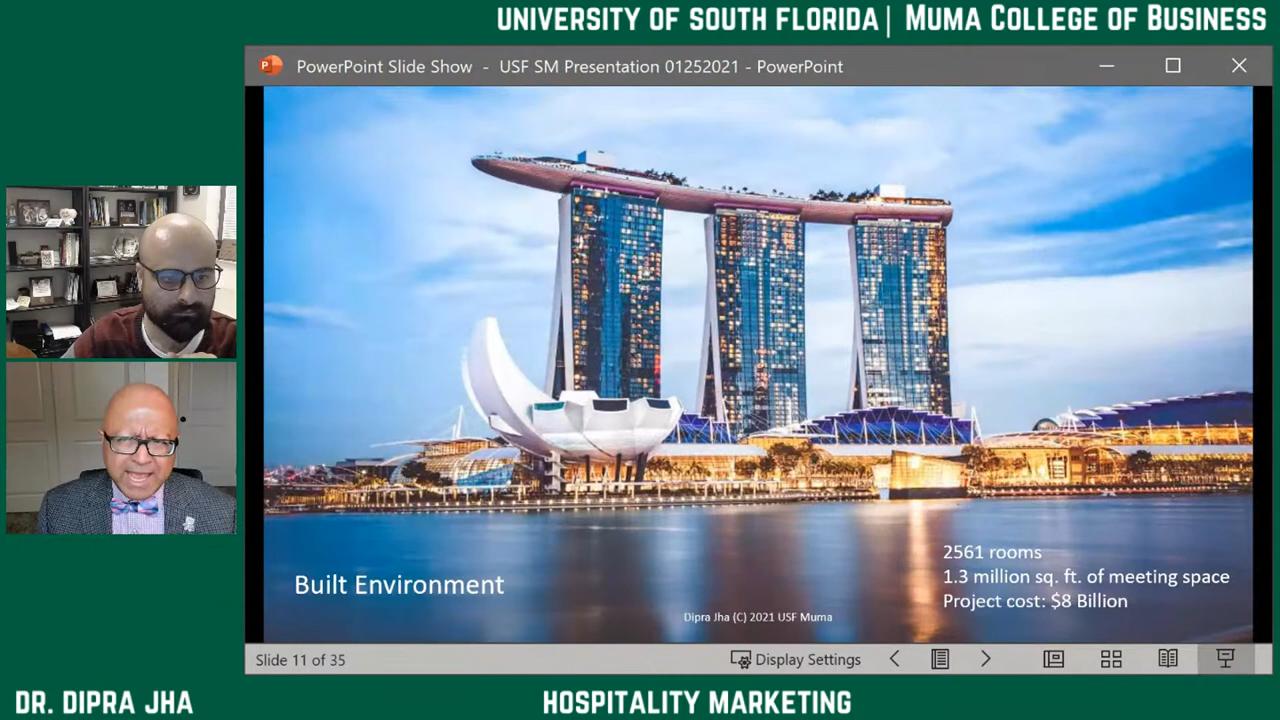 UNIVERSITY OF SOUTH FLORIDA| MUMA COLLEGE OF BUSINESS
PowerPoint Slide Show - USF SM Presentation 01252021 - PowerPoint
2561 rooms
1.3 million sq. ft. of meeting space
Project cost: $8 Billion
Built Environment
Dipra Jha (C) 2021 USF Muma
Slide 11 of 35
Display Settings
DR. DIPRA JHA
HOSPITALITY MARKETING